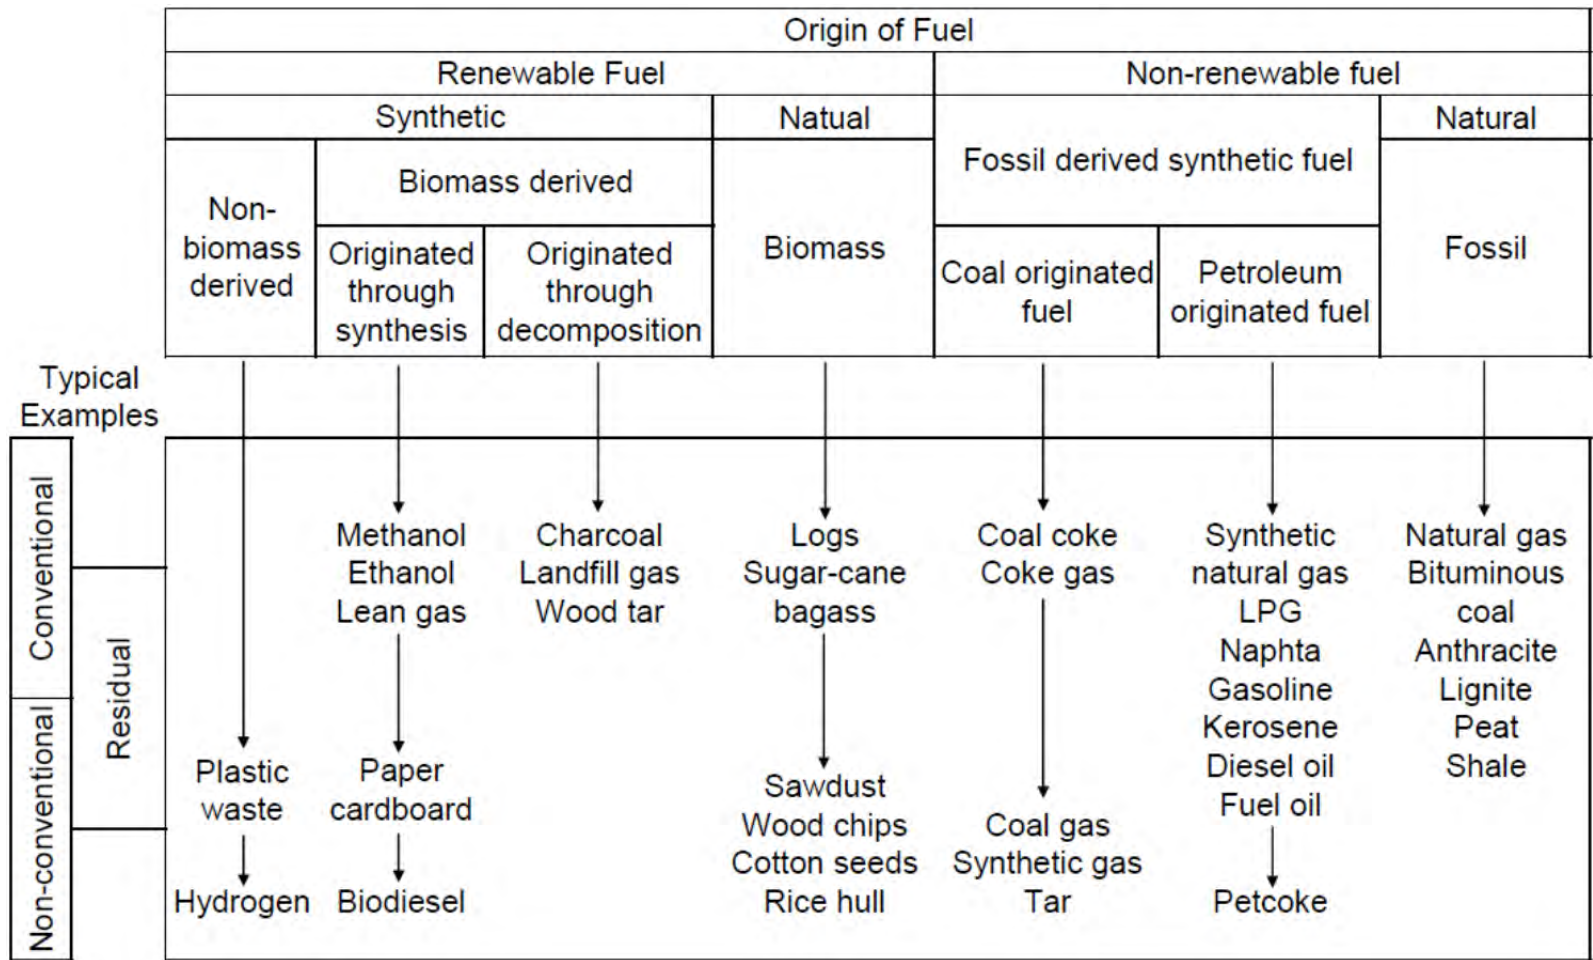 Origin of Fuel
Renewable Fuel
Non-renewable fuel
Synthetic
Natual
Natural
Non-
biomass
derived
Biomass derived
Originated
through
synthesis
Originated
through
decomposition
Biomass
Fossil derived synthetic fuel
Coal originated
fuel
Petroleum
originated fuel
Fossil
Typical
Examples
Conventional
Non-conventional
Residual
Plastic
waste
Hydrogen
Methanol
Ethanol
Lean gas
Paper
cardboard
Biodiesel
Charcoal
Landfill gas
Wood tar
Logs
Sugar-cane
bagass
Sawdust
Wood chips
Cotton seeds
Rice hull
Coal coke
Coke gas
Coal gas
Synthetic gas
Tar
Synthetic
natural gas
LPG
Naphta
Gasoline
Kerosene
Diesel oil
Fuel oil
Petcoke
Natural gas
Bituminous
coal
Anthracite
Lignite
Peat
Shale